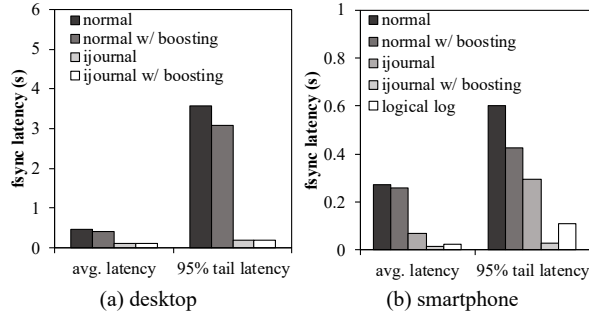 fsync latency (s)
6
5
4
3
2
1
0
normal
normal w/ boosting
ijournal
ijournal w/ boosting
avg. latency
95% tail latency
(a) desktop
fsync latency (s)
1
0.8
0.6
0.4
0.2
0
normal
normal w/ boosting
ijournal
ijournal w/ boosting
logical log
avg. latency
95% tail latency
(b) smartphone